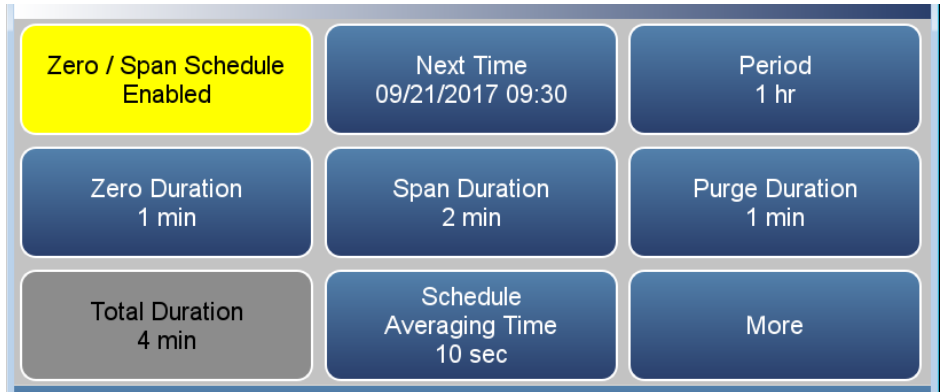 Zero / Span Schedule
Enabled
Next Time
09/21/2017 09:30
Period
1 hr
Zero Duration
1 min
Span Duration
2 min
Purge Duration
1 min
Total Duration
4 min
Schedule
Averaging Time
10 sec
More